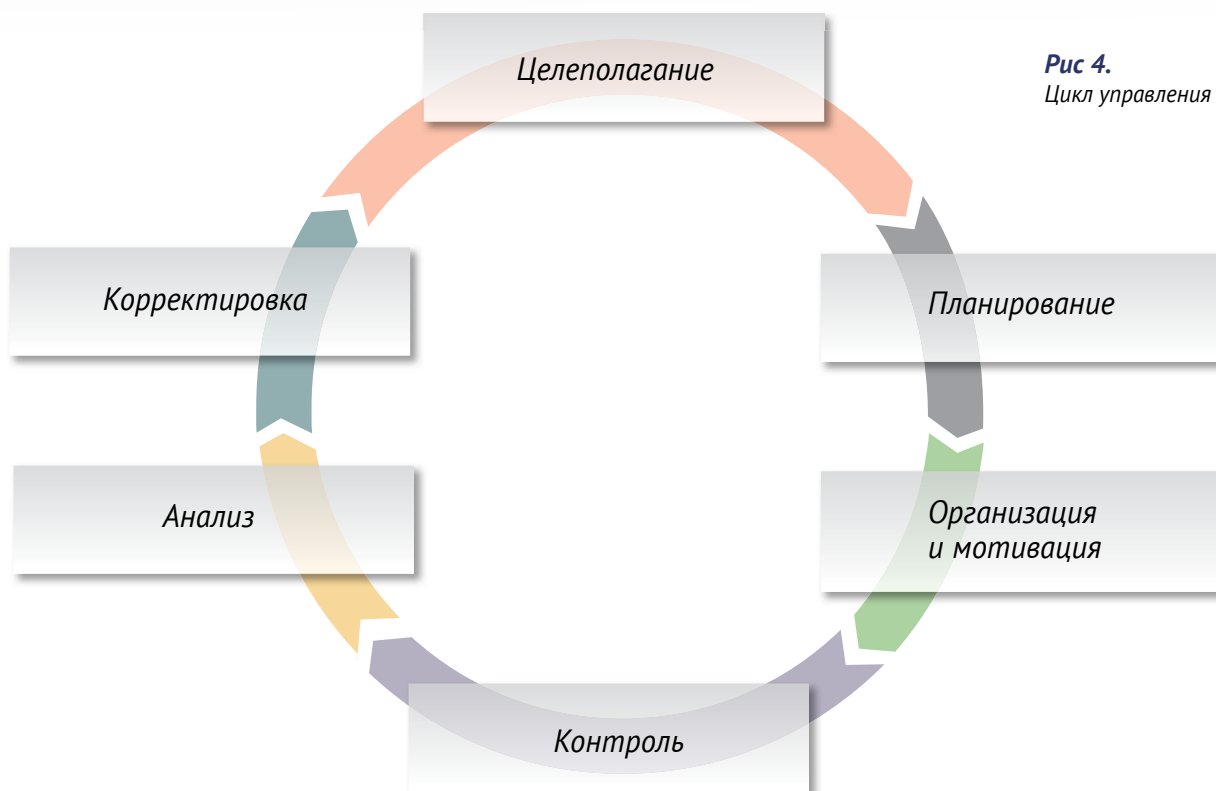 Целеполагание
Рис 4.
Цикл управления
Корректировка
Планирование
Анализ
Организация
и мотивация
Контроль